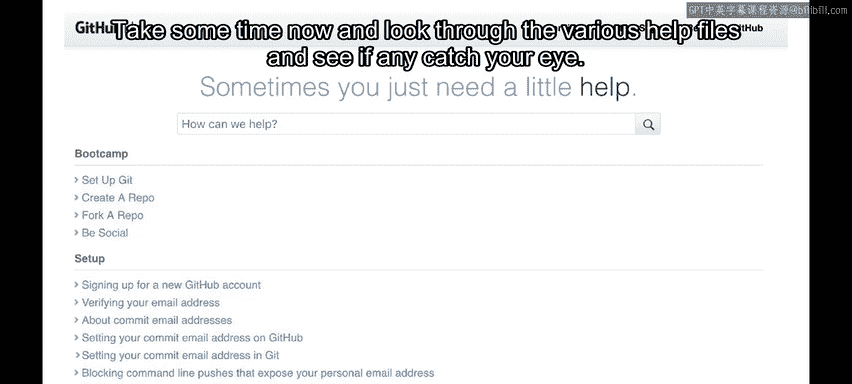 GPT中英字幕课程资源@bilibili.com
GitHub
Take some time now and look through the various help files
GitHub
and see if any catch your eye.
Sometimes you just need a little help.
How can we help?
Bootcamp
Set Up Git
Create A Repo
Fork A Repo
Be Social
Setup
Signing up for a new GitHub account
Verifying your email address
About commit email addresses
Setting your commit email address on GitHub
Setting your commit email address in Git
Blocking command line pushes that expose your personal email address